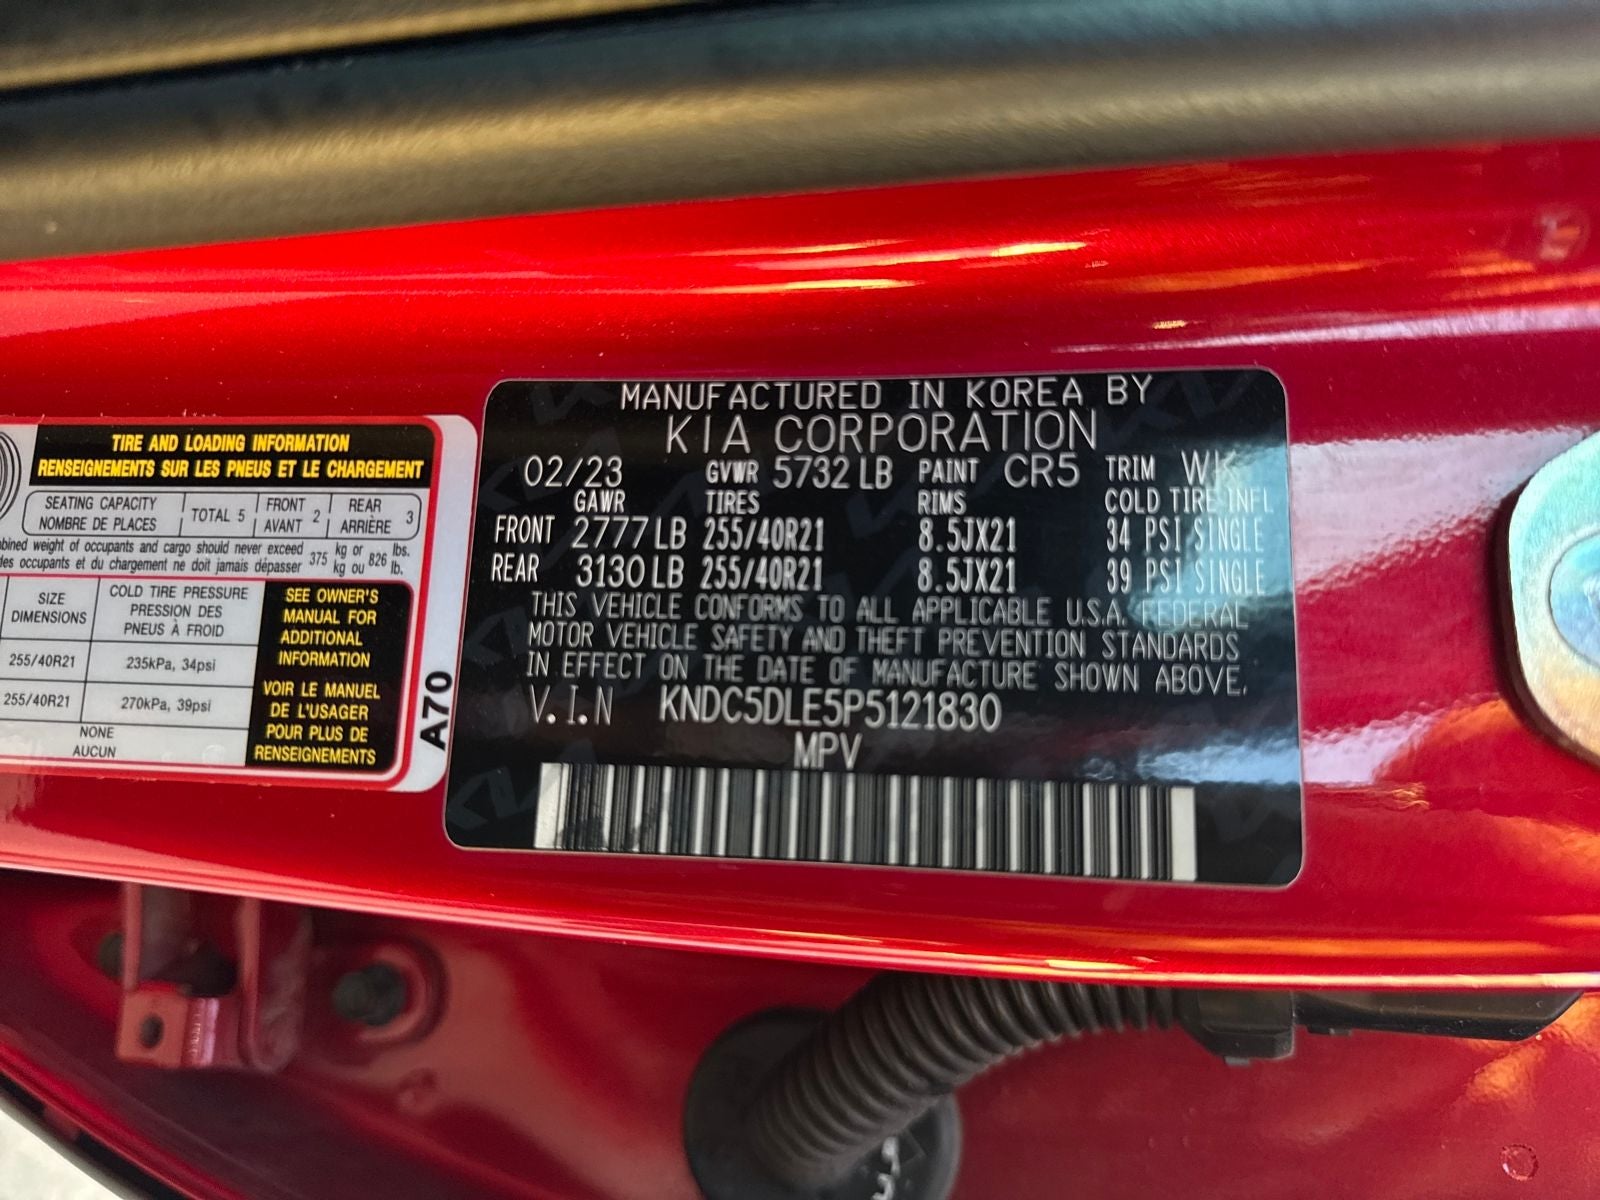 TIRE AND LOADING INFORMATION
RENSEIGNEMENTS SUR LES PNEUS ET LE CHARGEMENT
SEATING CAPACITY
NOMBRE DE PLACES
TOTAL 5
FRONT
AVANT
2
REAR
ARRIÈRE
3
weight of occupants and cargo should never exceed 375 kg or 826 lbs.
des occupants et du chargement ne doit jamais dépasser kg ou lb.
SIZE
DIMENSIONS
COLD TIRE PRESSURE
PRESSION DES
PNEUS À FROID
255/40R21 235kPa, 34psi
255/40R21 270kPa, 39psi
NONE
AUCUN
SEE OWNER'S
MANUAL FOR
ADDITIONAL
INFORMATION
VOIR LE MANUEL
DE L'USAGER
POUR PLUS DE
RENSEIGNEMENTS
A70
MANUFACTURED IN KOREA BY
KIA CORPORATION
02/23 GVWR 5732 LB PAINT CR5 TRIM WK
GAWR TIRES RIMS COLD TIRE INFL
FRONT 2777 LB 255/40R21 8.5JX21 34 PSI SINGLE
REAR 3130 LB 255/40R21 8.5JX21 39 PSI SINGLE
THIS VEHICLE CONFORMS TO ALL APPLICABLE U.S.A. FEDERAL
MOTOR VEHICLE SAFETY AND THEFT PREVENTION STANDARDS
IN EFFECT ON THE DATE OF MANUFACTURE SHOWN ABOVE.
V.I.N KNDC5DLE5P5121830
MPV